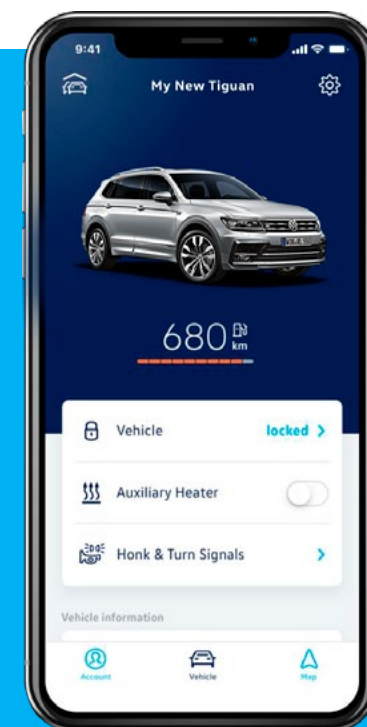 9:41
My New Tiguan
680 km
Vehicle locked
Auxiliary Heater
Honk & Turn Signals
Vehicle information
Account Vehicle Map